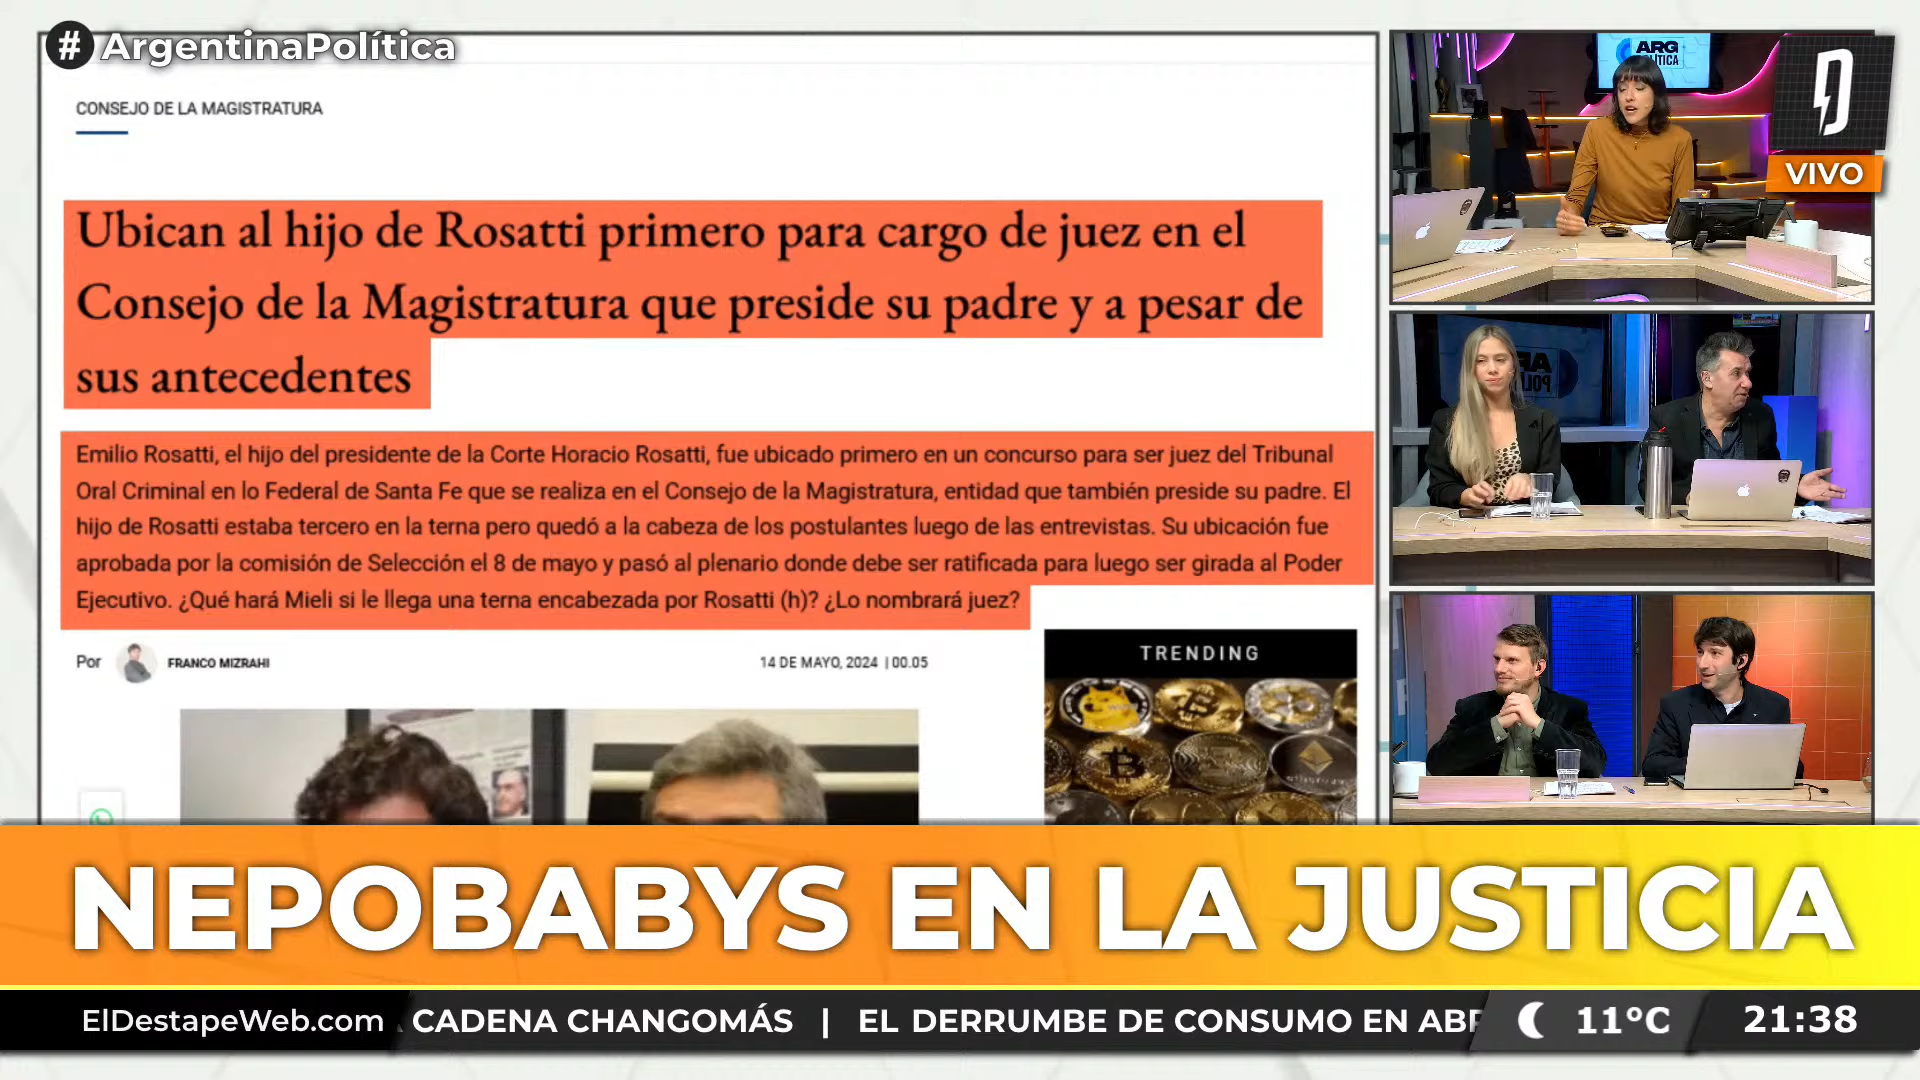 # ArgentinaPolítica
CONSEJO DE LA MAGISTRATURA
Ubican al hijo de Rosatti primero para cargo de juez en el
Consejo de la Magistratura que preside su padre y a pesar de
sus antecedentes
Emilio Rosatti, el hijo del presidente de la Corte Horacio Rosatti, fue ubicado primero en un concurso para ser juez del Tribunal
Oral Criminal en lo Federal de Santa Fe que se realiza en el Consejo de la Magistratura, entidad que también preside su padre. El
hijo de Rosatti estaba tercero en la terna pero quedó a la cabeza de los postulantes luego de las entrevistas. Su ubicación fue
aprobada por la comisión de Selección el 8 de mayo y pasó al plenario donde debe ser ratificada para luego ser girada al Poder
Ejecutivo. ¿Qué hará Mieli si le llega una terna encabezada por Rosatti (h)? ¿Lo nombrará juez?
Por FRANCO MIZRAHI 14 DE MAYO, 2024 | 00.05
TRENDING
ARG
VIVO
NEPOBABYS EN LA JUSTICIA
ElDestapeWeb.com CADENA CHANGOMÁS | EL DERRUMBE DE CONSUMO EN 11°C 21:38